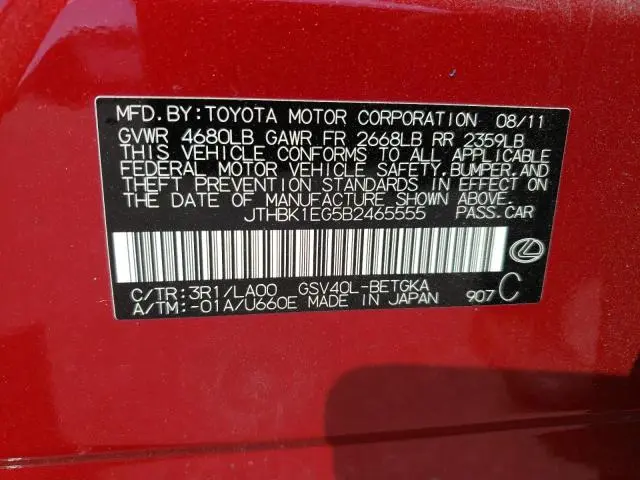 MFD.BY:TOYOTA MOTOR CORPORATION 08/11
GVWR 4680LB GAWR FR 2668LB RR 2359LB
THIS VEHICLE CONFORMS TO ALL APPLICABLE
FEDERAL MOTOR VEHICLE SAFETY,BUMPER,AND
THEFT PREVENTION STANDARDS IN EFFECT ON
THE DATE OF MANUFACTURE SHOWN ABOVE.
JTHBK1EG5B2465555 PASS.CAR
C/TR:3R1/LA00 GSV40L-BETGKA
A/TM:-01A/U660E MADE IN JAPAN 907 C